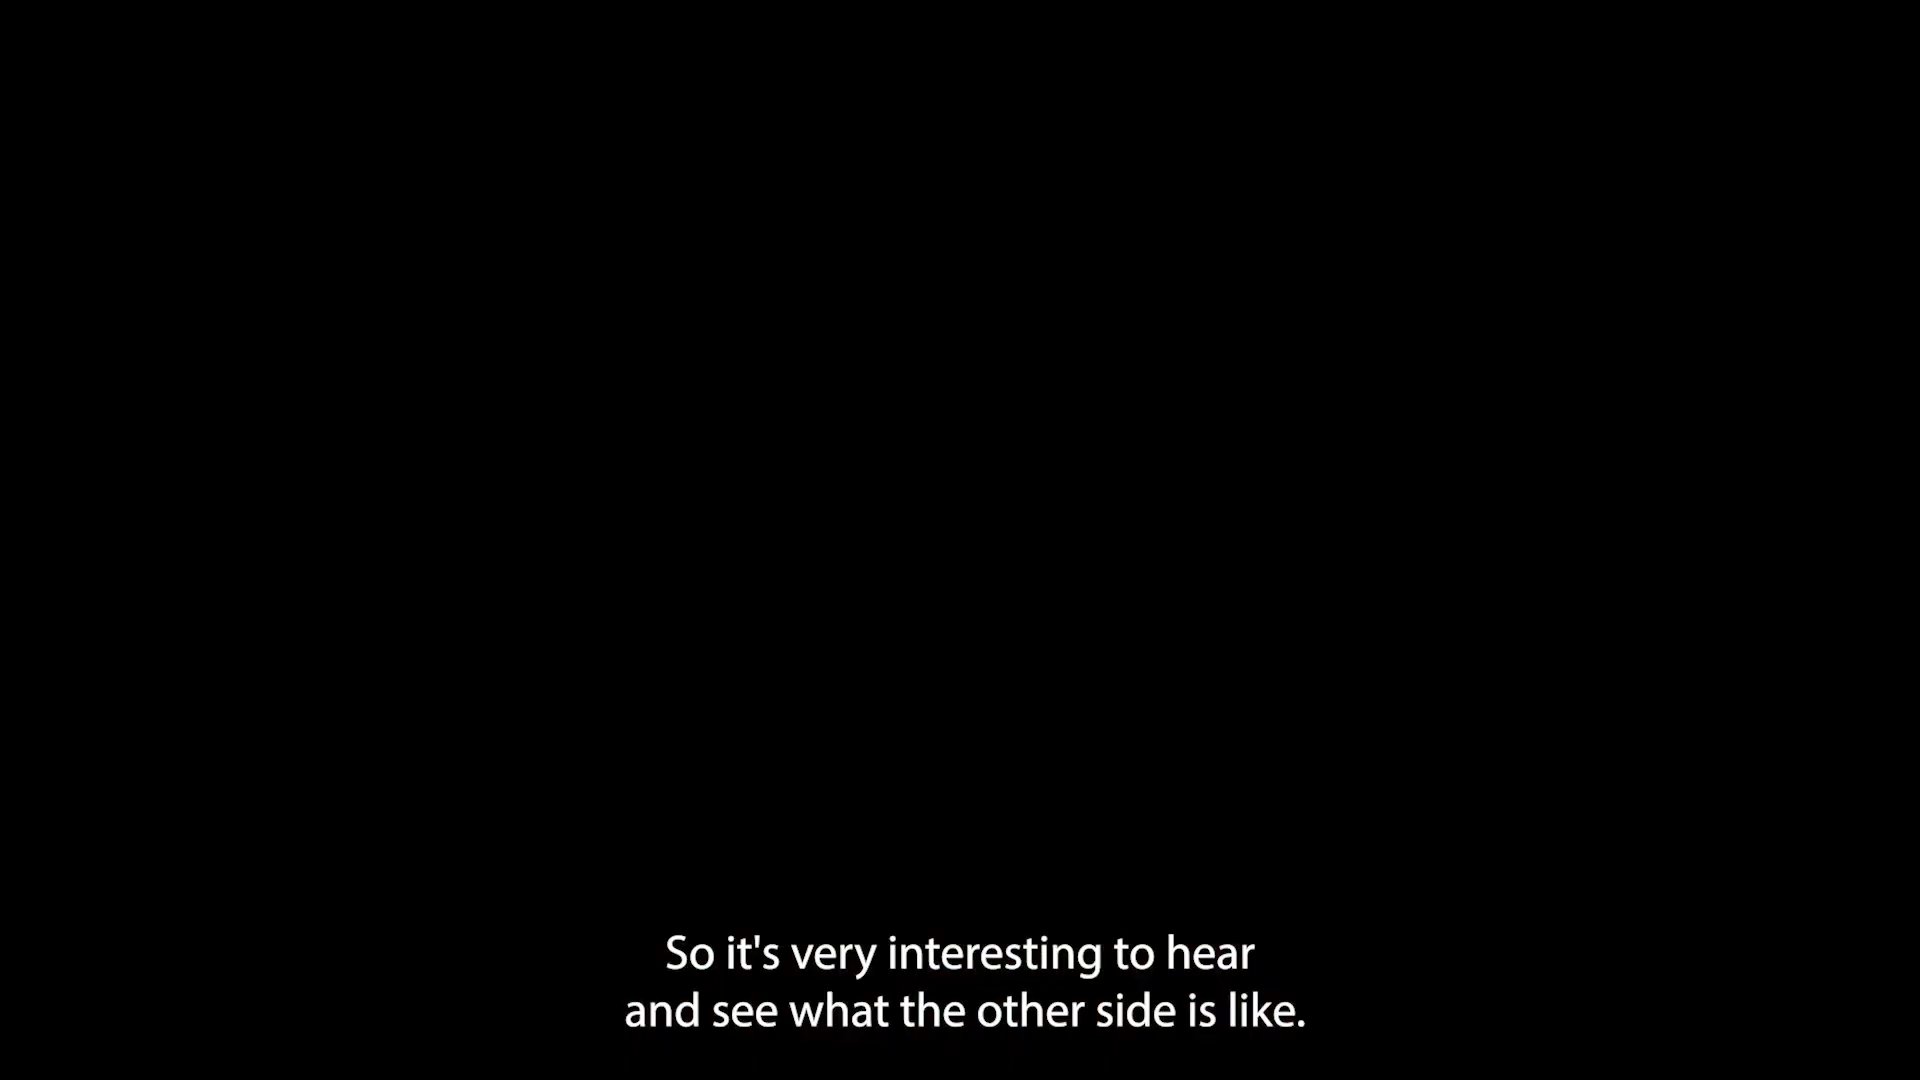 So it's very interesting to hear
and see what the other side is like.